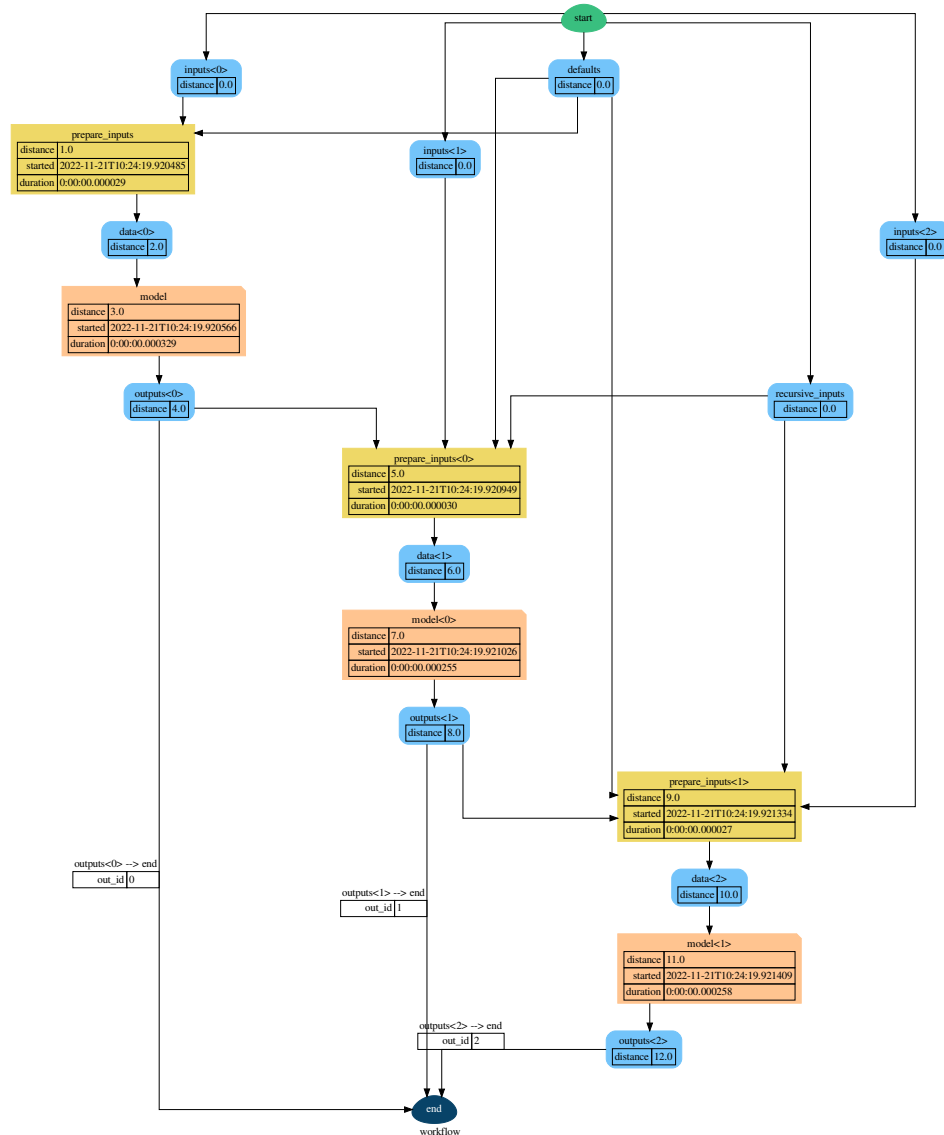 start
inputs<0>
distance 0.0
defaults
distance 0.0
prepare_inputs
distance 1.0
started 2022-11-21T10:24:19.920485
duration 0:00:00.000029
inputs<1>
distance 0.0
data<0>
distance 2.0
inputs<2>
distance 0.0
model
distance 3.0
started 2022-11-21T10:24:19.920566
duration 0:00:00.000329
outputs<0>
distance 4.0
recursive_inputs
distance 0.0
prepare_inputs<0>
distance 5.0
started 2022-11-21T10:24:19.920949
duration 0:00:00.000030
data<1>
distance 6.0
model<0>
distance 7.0
started 2022-11-21T10:24:19.921026
duration 0:00:00.000255
outputs<1>
distance 8.0
prepare_inputs<1>
distance 9.0
started 2022-11-21T10:24:19.921334
duration 0:00:00.000027
outputs<0> --> end
out_id 0
outputs<1> --> end
out_id 1
data<2>
distance 10.0
model<1>
distance 11.0
started 2022-11-21T10:24:19.921409
duration 0:00:00.000258
outputs<2> --> end
out_id 2
outputs<2>
distance 12.0
end
workflow